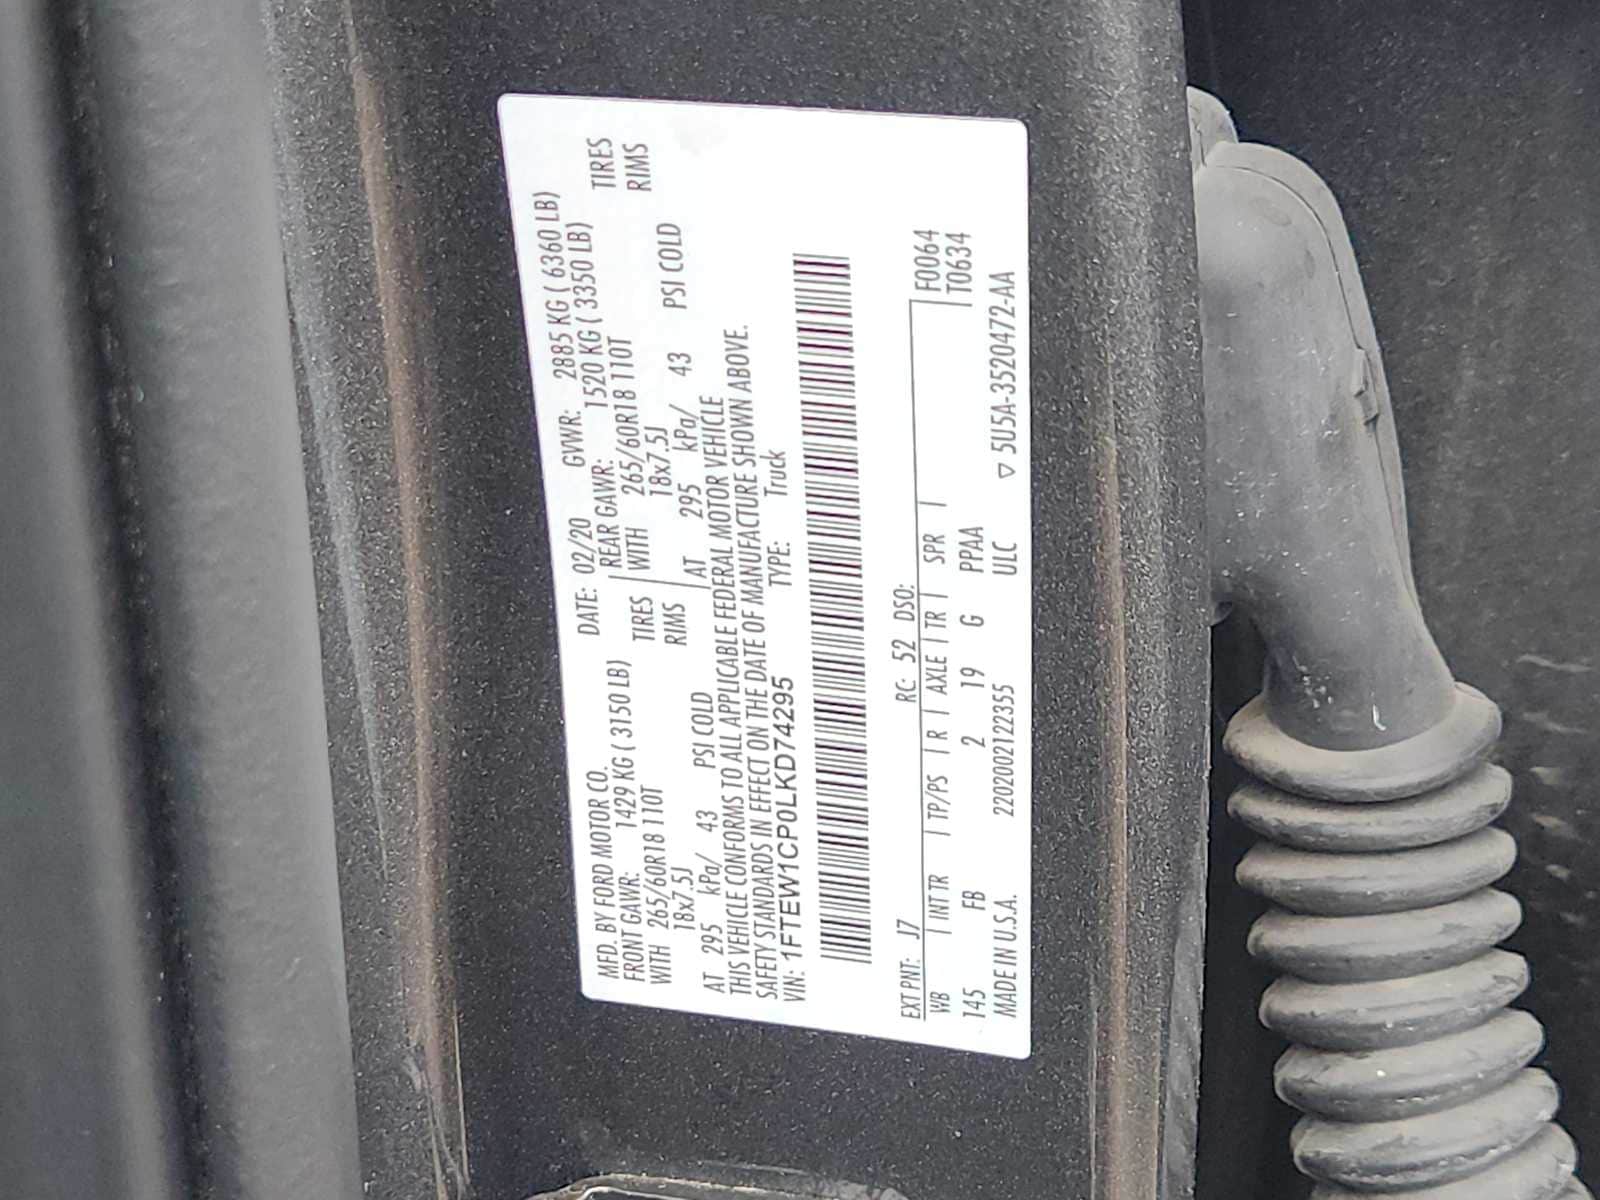 MFD. BY FORD MOTOR CO. DATE: 02/20 GVWR: 2885 KG ( 6360 LB)
FRONT GAWR: 1429 KG ( 3150 LB) REAR GAWR: 1520 KG ( 3350 LB)
WITH 265/60R18 110T TIRES WITH 265/60R18 110T TIRES
18x7.5J RIMS 18x7.5J RIMS
AT 295 kPa/ 43 PSI COLD AT 295 kPa/ 43 PSI COLD
THIS VEHICLE CONFORMS TO ALL APPLICABLE FEDERAL MOTOR VEHICLE
SAFETY STANDARDS IN EFFECT ON THE DATE OF MANUFACTURE SHOWN ABOVE.
VIN: 1FTEW1CP0LKD74295 TYPE: Truck
EXT PNT: J7 RC: 52 DSO: F0064
WB INT TR TP/PS R AXLE TR SPR T0634
145 FB 2 19 G PPAA
MADE IN U.S.A. 2202002122355 ULC ▽ 5U5A-3520472-AA